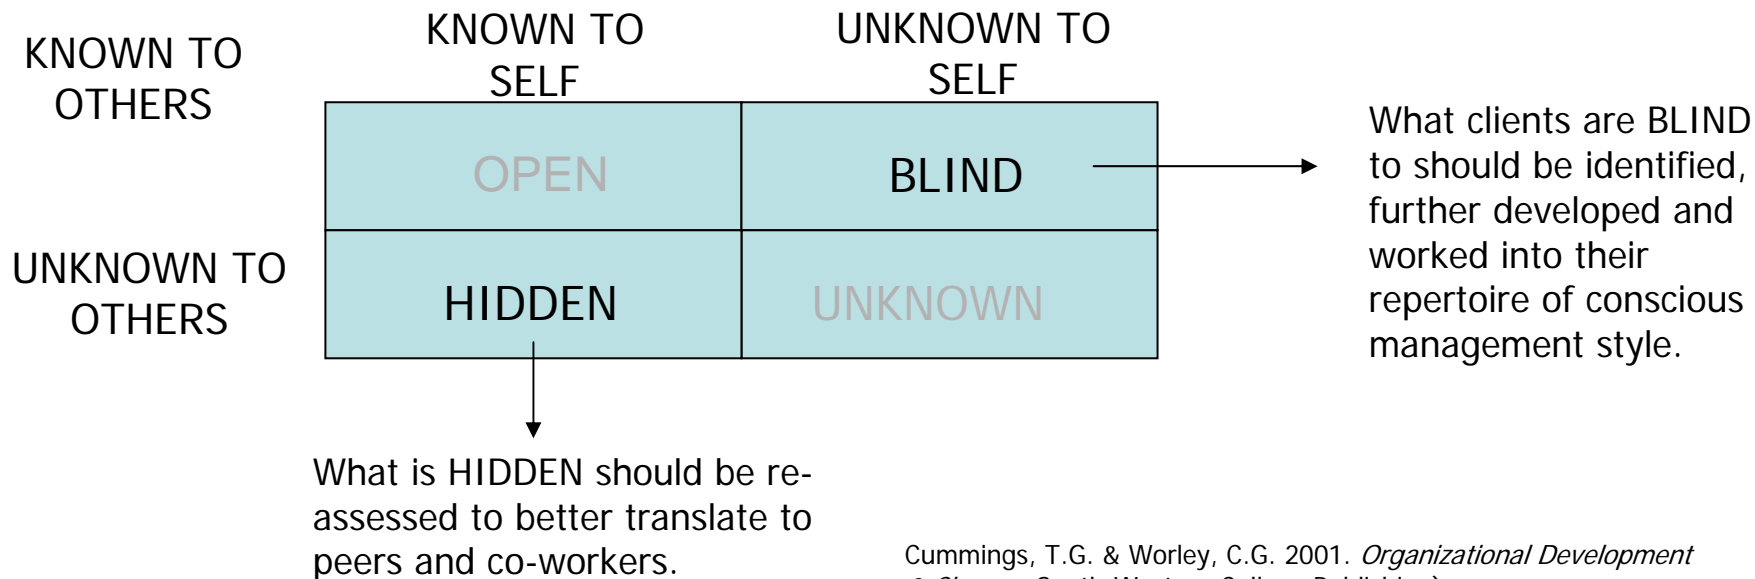 KNOWN TO
OTHERS
KNOWN TO
SELF
UNKNOWN TO
SELF
OPEN
BLIND
UNKNOWN TO
OTHERS
HIDDEN
UNKNOWN
What clients are BLIND
to should be identified,
further developed and
worked into their
repertoire of conscious
management style.
What is HIDDEN should be re-
assessed to better translate to
peers and co-workers.
Cummings, T.G. & Worley, C.G. 2001. Organizational Development